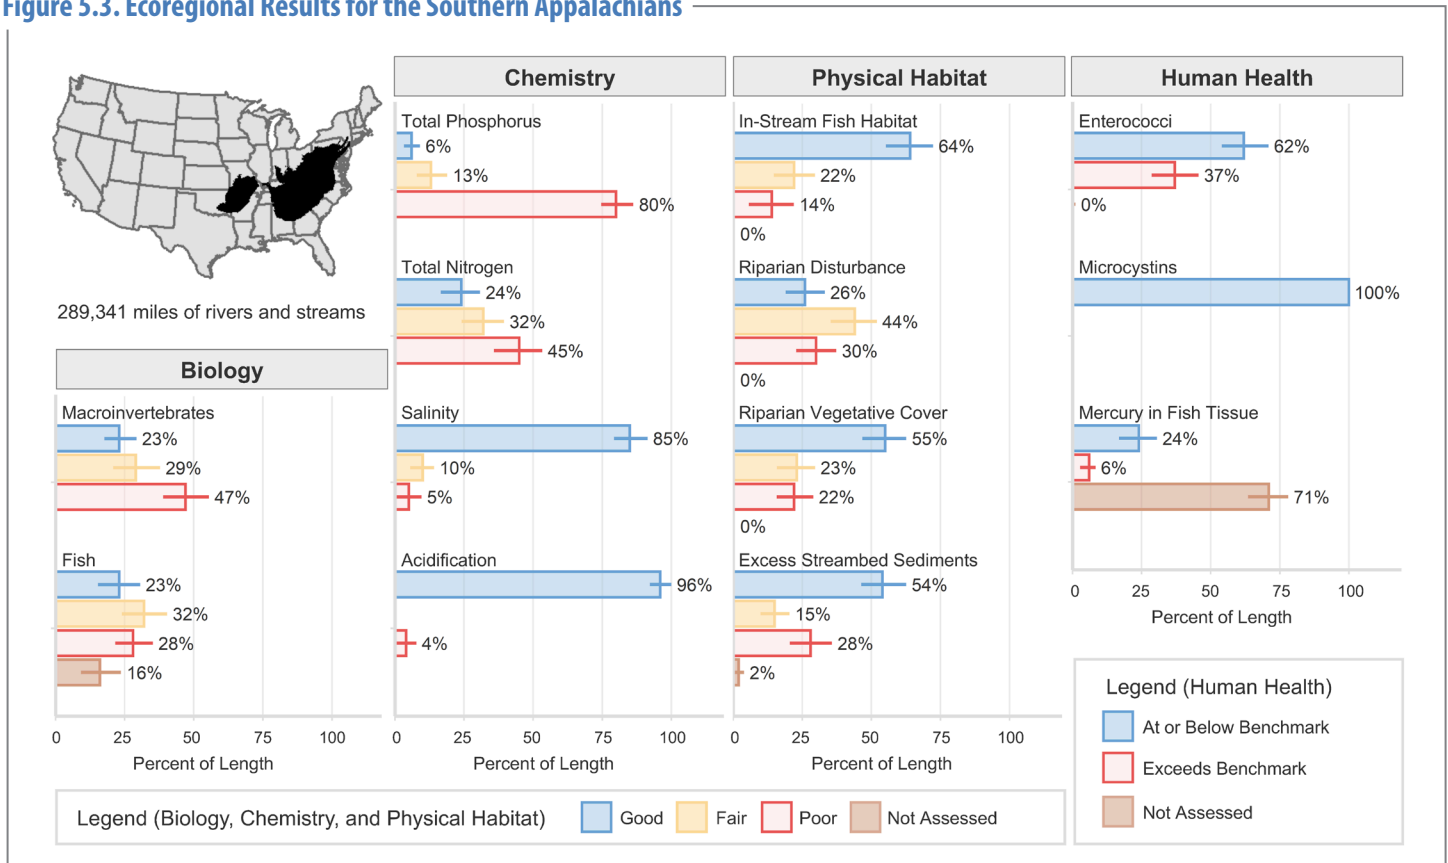 Figure 5.3. Ecoregional Results for the Southern Appalachians
289,341 miles of rivers and streams
Biology
Macroinvertebrates
23%
29%
47%
Fish
23%
32%
28%
16%
0 25 50 75 100
Percent of Length
Chemistry
Total Phosphorus
6%
13%
80%
Total Nitrogen
24%
32%
45%
Salinity
85%
10%
5%
Acidification
96%
4%
0 25 50 75 100
Percent of Length
Physical Habitat
In-Stream Fish Habitat
64%
22%
14%
0%
Riparian Disturbance
26%
44%
30%
0%
Riparian Vegetative Cover
55%
23%
22%
0%
Excess Streambed Sediments
54%
15%
28%
2%
0 25 50 75 100
Percent of Length
Human Health
Enterococci
62%
37%
0%
Microcystins
100%
Mercury in Fish Tissue
24%
6%
71%
0 25 50 75 100
Percent of Length
Legend (Human Health)
At or Below Benchmark
Exceeds Benchmark
Not Assessed
Legend (Biology, Chemistry, and Physical Habitat) Good Fair Poor Not Assessed